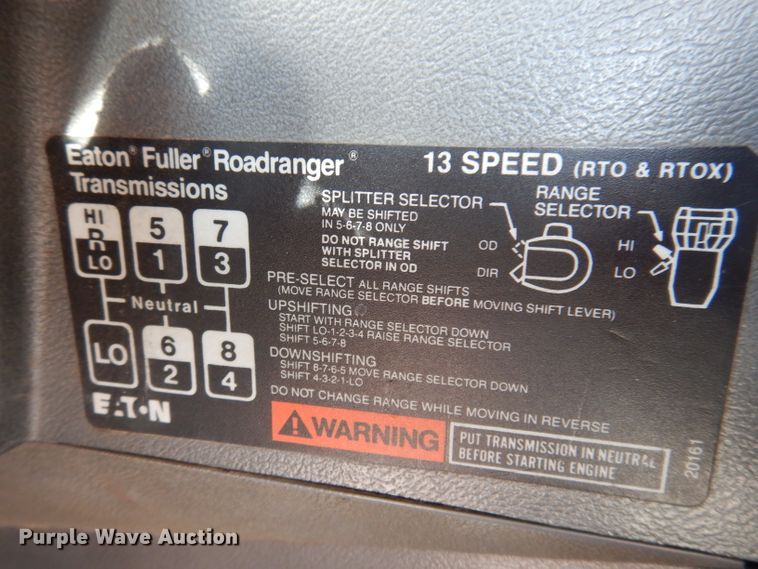 Eaton® Fuller® Roadranger® 13 SPEED (RTO & RTOX)
Transmissions
HI
R
LO
5
1
7
3
Neutral
LO
6
2
8
4
EATON
SPLITTER SELECTOR
MAY BE SHIFTED
IN 5-6-7-8 ONLY
DO NOT RANGE SHIFT
WITH SPLITTER
SELECTOR IN OD
OD
DIR
RANGE
SELECTOR
HI
LO
PRE-SELECT ALL RANGE SHIFTS
(MOVE RANGE SELECTOR BEFORE MOVING SHIFT LEVER)
UPSHIFTING
START WITH RANGE SELECTOR DOWN
SHIFT LO-1-2-3-4 RAISE RANGE SELECTOR
SHIFT 5-6-7-8
DOWNSHIFTING
SHIFT 8-7-6-5 MOVE RANGE SELECTOR DOWN
SHIFT 4-3-2-1-LO
DO NOT CHANGE RANGE WHILE MOVING IN REVERSE
WARNING
PUT TRANSMISSION IN NEUTRAL
BEFORE STARTING ENGINE
20161
Purple Wave Auction